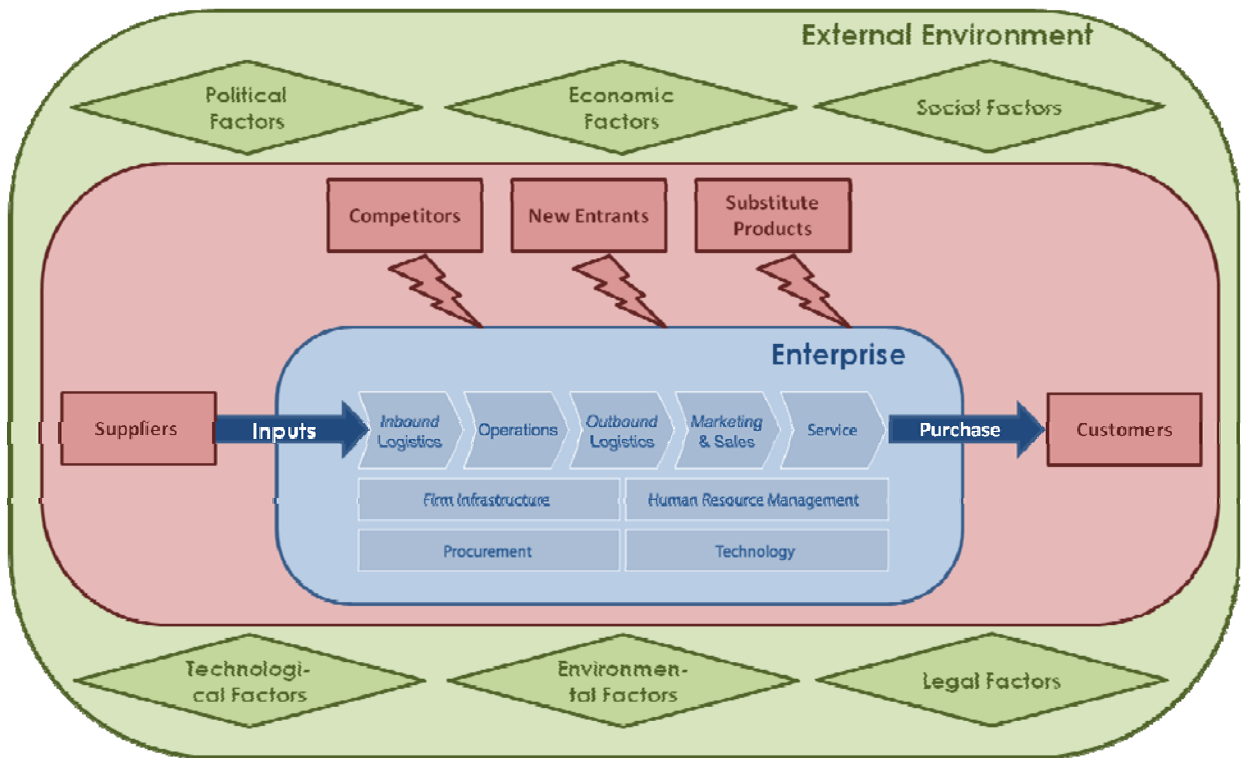 External Environment
Political
Factors
Economic
Factors
Social Factors
Competitors
New Entrants
Substitute
Products
Enterprise
Suppliers
Inputs
Inbound
Logistics
Operations
Outbound
Logistics
Marketing
& Sales
Service
Purchase
Customers
Firm Infrastructure
Human Resource Management
Procurement
Technology
Technologi-
cal Factors
Environmen-
tal Factors
Legal Factors